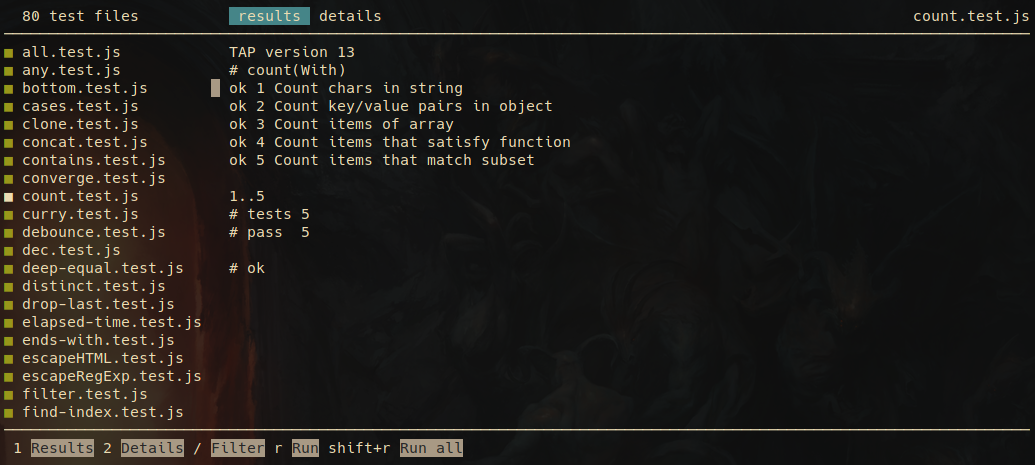 80 test files results details count.test.js
all.test.js TAP version 13
any.test.js # count(With)
bottom.test.js ok 1 Count chars in string
cases.test.js ok 2 Count key/value pairs in object
clone.test.js ok 3 Count items of array
concat.test.js ok 4 Count items that satisfy function
contains.test.js ok 5 Count items that match subset
converge.test.js
count.test.js 1..5
curry.test.js # tests 5
debounce.test.js # pass  5
dec.test.js
deep-equal.test.js # ok
distinct.test.js
drop-last.test.js
elapsed-time.test.js
ends-with.test.js
escapeHTML.test.js
escapeRegExp.test.js
filter.test.js
find-index.test.js
1 Results 2 Details / Filter r Run shift+r Run all